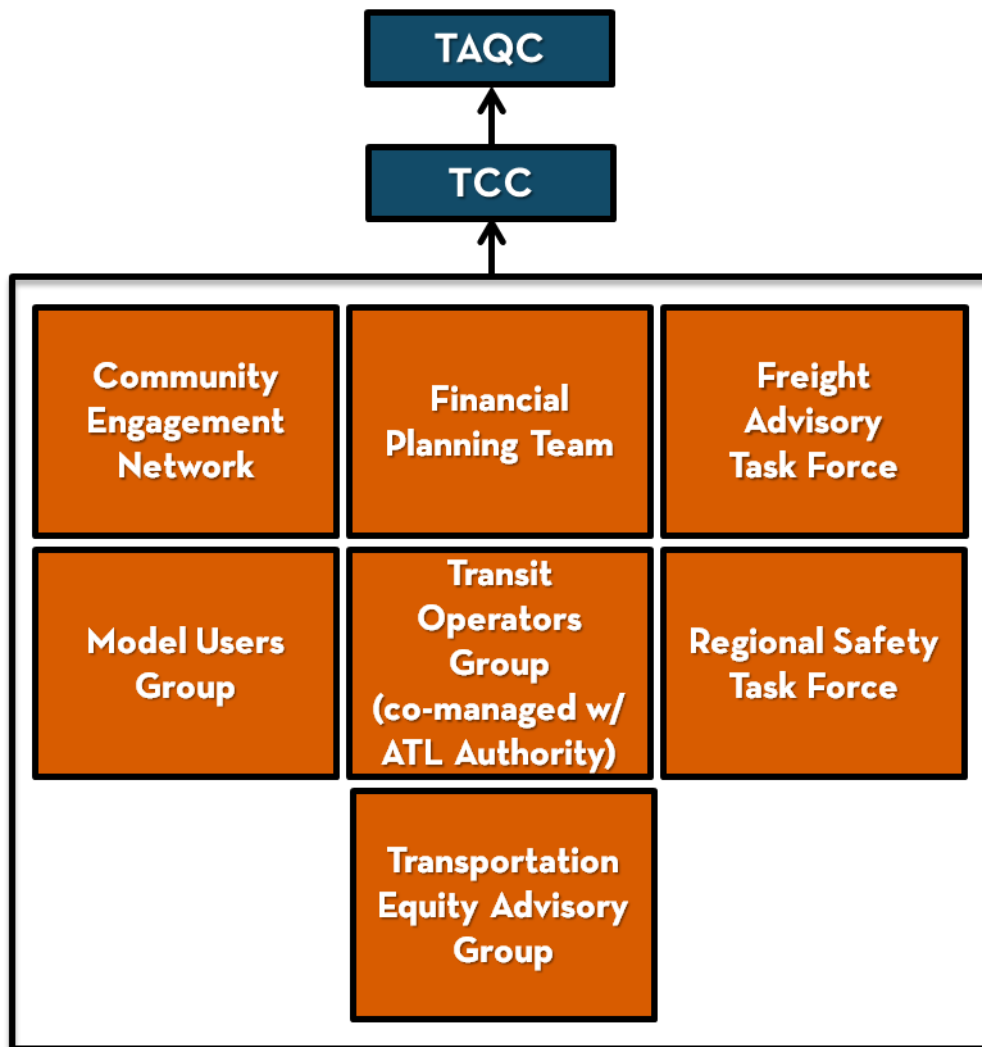 TAQC
TCC
Community
Engagement
Network
Financial
Planning Team
Freight
Advisory
Task Force
Model Users
Group
Transit
Operators
Group
(co-managed w/
ATL Authority)
Regional Safety
Task Force
Transportation
Equity Advisory
Group